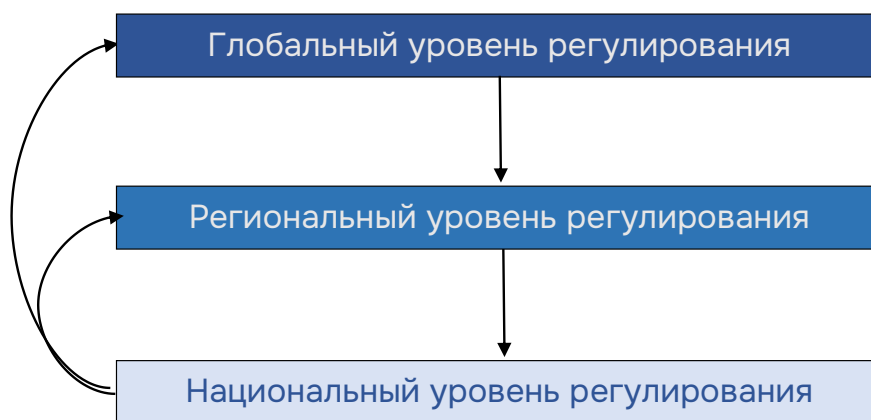 Глобальный уровень регулирования
Региональный уровень регулирования
Национальный уровень регулирования